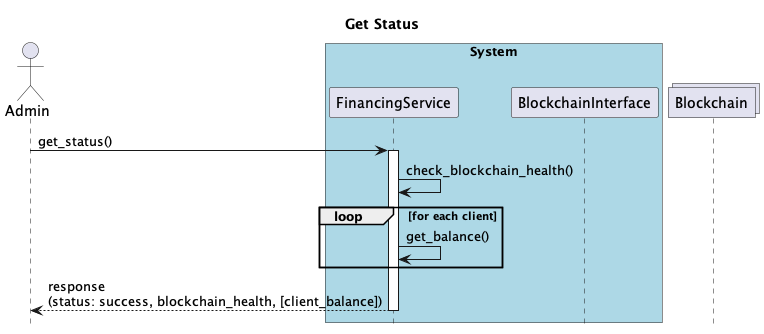 Get Status
System
Admin
FinancingService
BlockchainInterface
Blockchain
get_status()
check_blockchain_health()
loop
[for each client]
get_balance()
response
(status: success, blockchain_health, [client_balance])